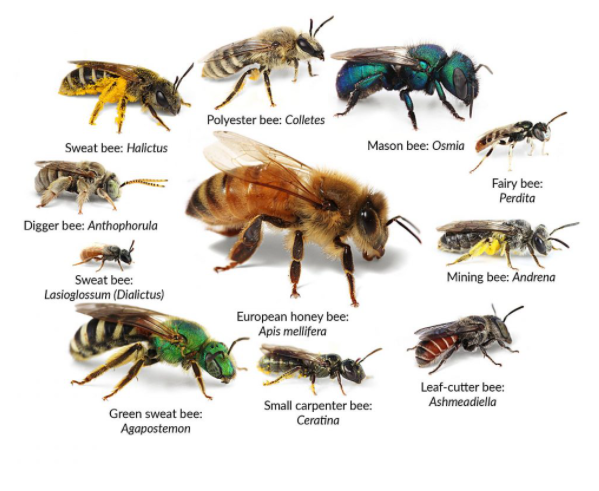 Polyester bee: Colletes
Sweat bee: Halictus
Mason bee: Osmia
Fairy bee:
Perdita
Digger bee: Anthophorula
Sweat bee:
Lasioglossum (Dialictus)
Mining bee: Andrena
European honey bee:
Apis mellifera
Leaf-cutter bee:
Ashmeadiella
Green sweat bee:
Agapostemon
Small carpenter bee:
Ceratina